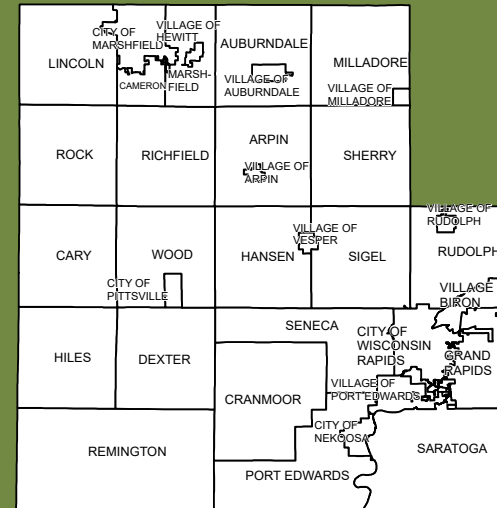 CITY OF
MARSHFIELD
VILLAGE OF
HEWITT
AUBURNDALE
LINCOLN
CAMERON
MARSH-
FIELD
VILLAGE OF
AUBURNDALE
MILLADORE
VILLAGE OF
MILLADORE
ROCK
RICHFIELD
ARPIN
VILLAGE OF
ARPIN
SHERRY
VILLAGE OF
RUDOLPH
CARY
WOOD
HANSEN
VILLAGE OF
VESPER
SIGEL
RUDOLPH
CITY OF
PITTSVILLE
VILLAGE
BIRON
SENECA
CITY OF
WISCONSIN
RAPIDS
GRAND
RAPIDS
HILES
DEXTER
CRANMOOR
VILLAGE OF
PORT EDWARDS
CITY OF
NEKOOSA
REMINGTON
PORT EDWARDS
SARATOGA